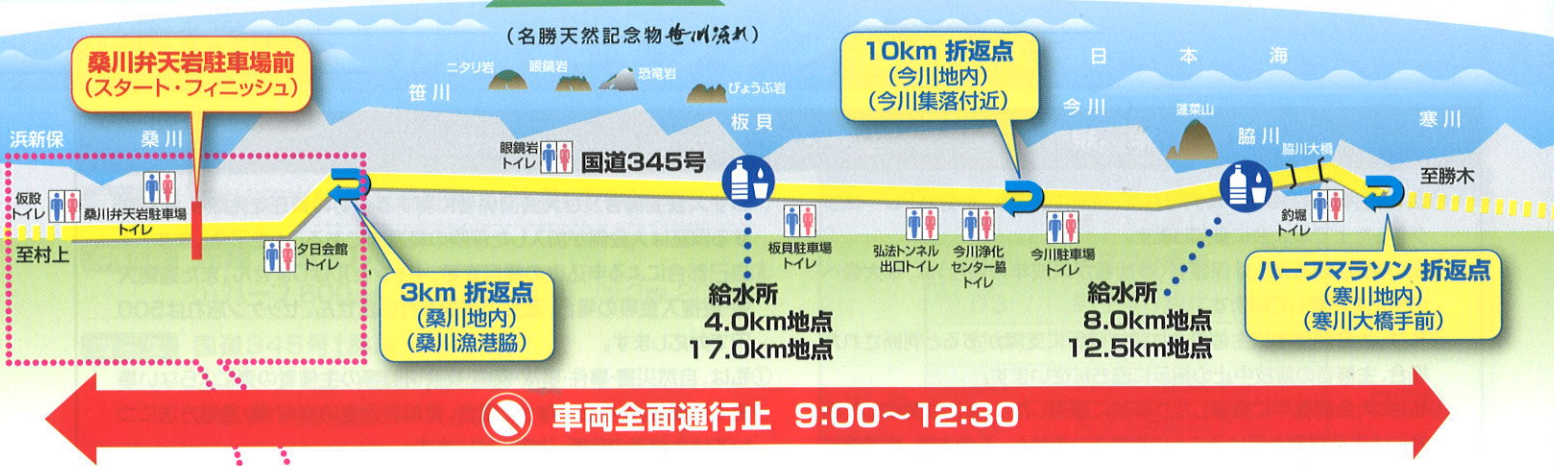 (名勝天然記念物笹川流れ)
桑川弁天岩駐車場前
(スタート・フィニッシュ)
10km 折返点
(今川地内)
(今川集落付近)
日本海
ニタリ岩
眼鏡岩
恐竜岩
びょうぶ岩
笹川
板貝
今川
蓬莱山
脇川
脇川大橋
寒川
浜新保
桑川
眼鏡岩
トイレ
国道345号
至勝木
仮設
トイレ
桑川弁天岩駐車場
トイレ
釣堀
トイレ
至村上
夕日会館
トイレ
板貝駐車場
トイレ
弘法トンネル
出口トイレ
今川浄化
センター脇
トイレ
今川駐車場
トイレ
3km 折返点
(桑川地内)
(桑川漁港脇)
給水所
4.0km地点
17.0km地点
給水所
8.0km地点
12.5km地点
ハーフマラソン 折返点
(寒川地内)
(寒川大橋手前)
車両全面通行止 9:00〜12:30